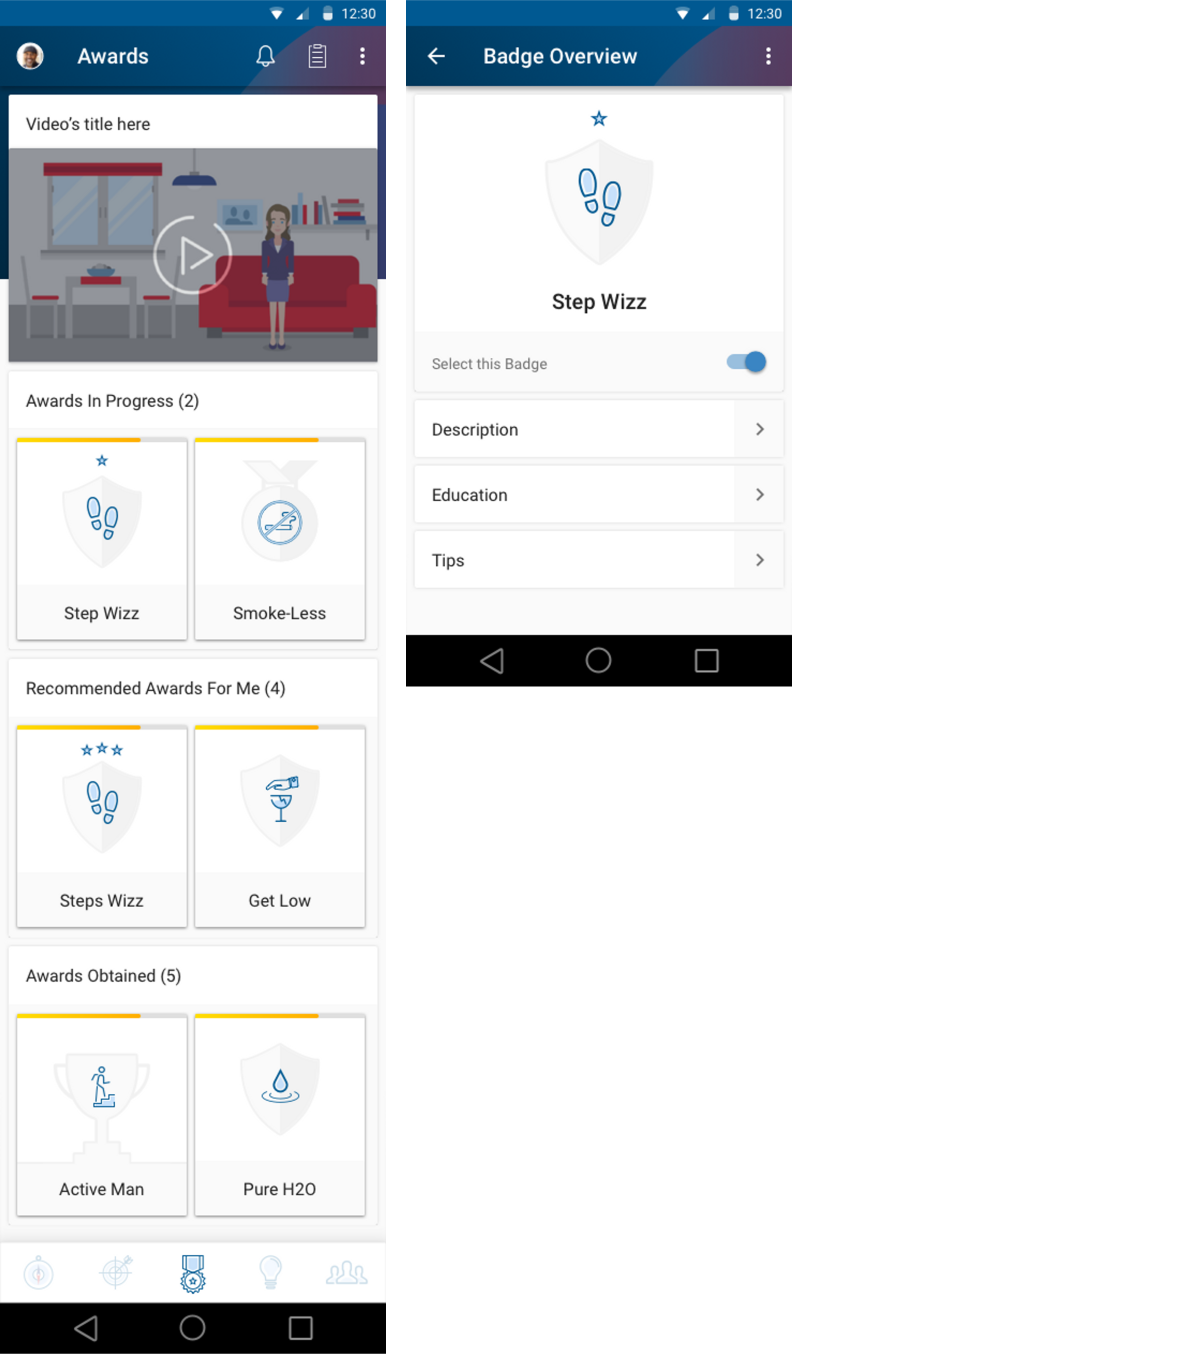 12:30
Awards
Video's title here
Awards In Progress (2)
Step Wizz
Smoke-Less
Recommended Awards For Me (4)
Steps Wizz
Get Low
Awards Obtained (5)
Active Man
Pure H2O
12:30
Badge Overview
Step Wizz
Select this Badge
Description
Education
Tips